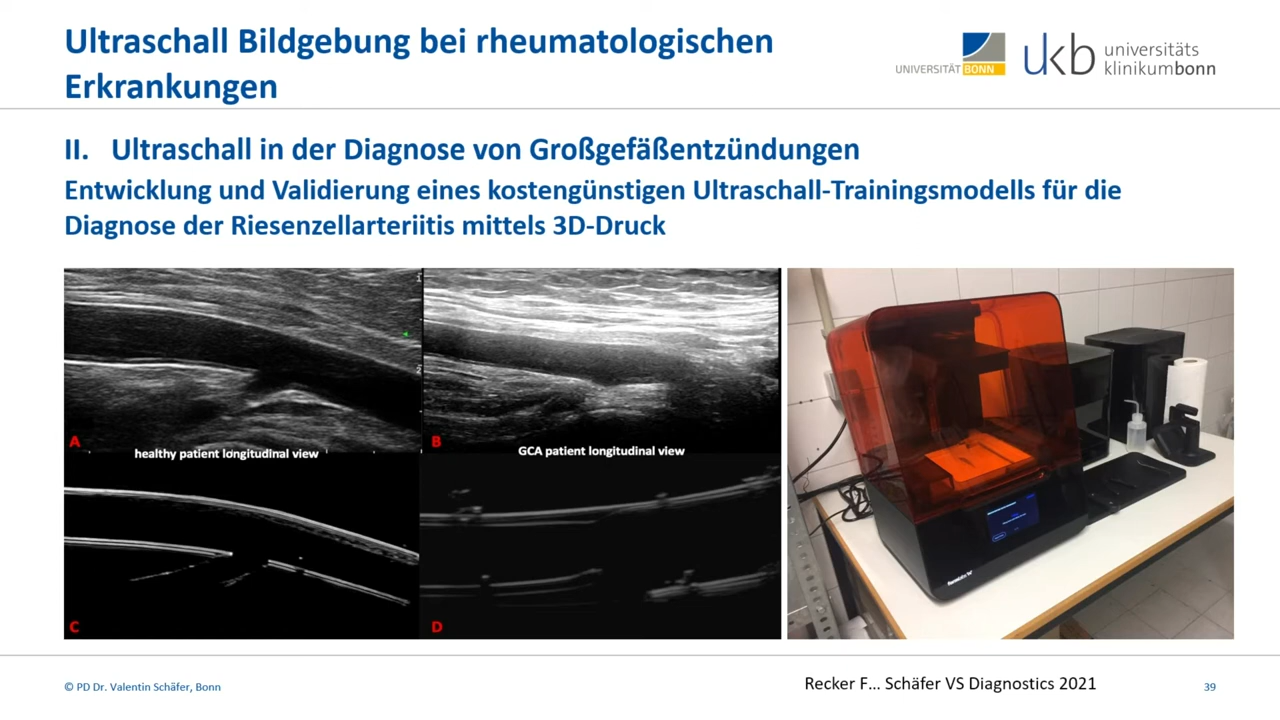 Ultraschall Bildgebung bei rheumatologischen
Erkrankungen
UNIVERSITÄT BONN
ukb universitäts
klinikumbonn
II. Ultraschall in der Diagnose von Großgefäßentzündungen
Entwicklung und Validierung eines kostengünstigen Ultraschall-Trainingsmodells für die
Diagnose der Riesenzellarteriitis mittels 3D-Druck
A
B
healthy patient longitudinal view
GCA patient longitudinal view
C
D
© PD Dr. Valentin Schäfer, Bonn
Recker F... Schäfer VS Diagnostics 2021
39